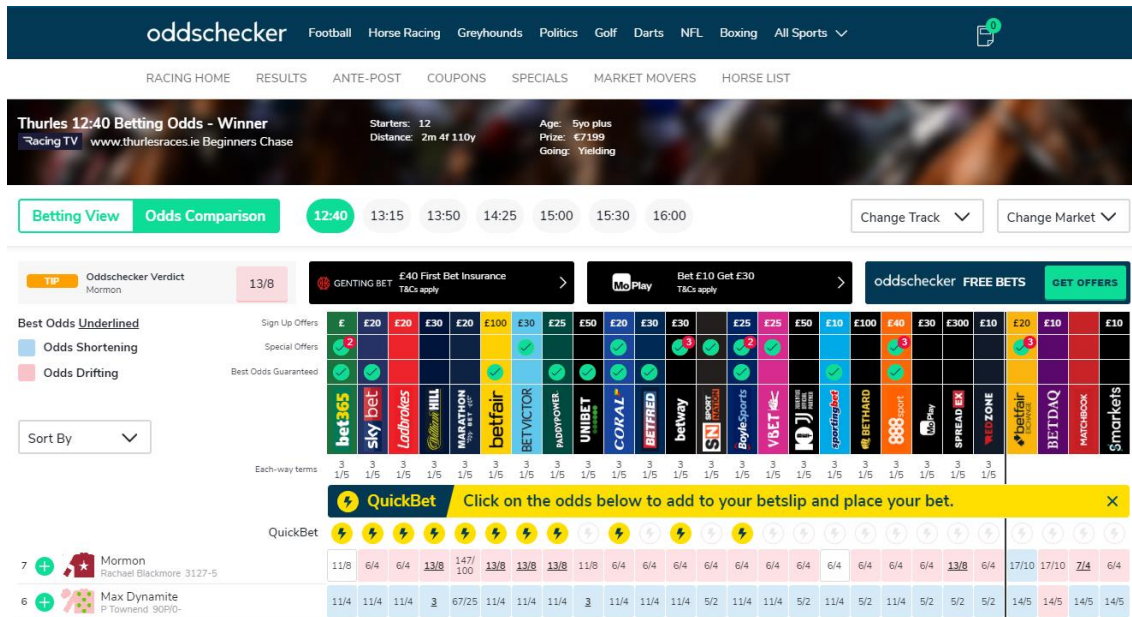 oddschecker Football Horse Racing Greyhounds Politics Golf Darts NFL Boxing All Sports 0
RACING HOME RESULTS ANTE-POST COUPONS SPECIALS MARKET MOVERS HORSE LIST
Thurles 12:40 Betting Odds - Winner
Racing TV www.thurlesraces.ie Beginners Chase
Starters: 12
Distance: 2m 4f 110y
Age: 5yo plus
Prize: €7199
Going: Yielding
Betting View Odds Comparison 12:40 13:15 13:50 14:25 15:00 15:30 16:00 Change Track Change Market
TIP Oddschecker Verdict
Mormon
13/8
GENTING BET £40 First Bet Insurance
T&Cs apply
MoPlay Bet £10 Get £30
T&Cs apply
oddschecker FREE BETS GET OFFERS
Best Odds Underlined
Odds Shortening
Odds Drifting
Sort By
Sign Up Offers £ £20 £20 £30 £20 £100 £30 £25 £50 £20 £30 £30 £25 £25 £50 £10 £100 £40 £30 £300 £10 £20 £10 £10
Special Offers 2 3 2 3 3
Best Odds Guaranteed
bet365 sky bet Ladbrokes William HILL MARATHON BET betfair BETVICTOR PADDYPOWER. UNIBET CORAL BETFRED betway SN SPORT NATION BoyleSports VBET sportingbet BETHARD 888sport MoPlay SPREAD EX REDZONE betfair EXCHANGE BETDAQ MATCHBOOK smarkets
Each-way terms 3 3 3 3 3 3 3 3 3 3 3 3 3 3 3 3 3 3 3 3 3 3
1/5 1/5 1/5 1/5 1/5 1/5 1/5 1/5 1/5 1/5 1/5 1/5 1/5 1/5 1/5 1/5 1/5 1/5 1/5 1/5 1/5 1/5
QuickBet Click on the odds below to add to your betslip and place your bet.
QuickBet
7 Mormon
Rachael Blackmore 3127-5
11/8 6/4 6/4 13/8 147/100 13/8 13/8 13/8 11/8 6/4 6/4 6/4 6/4 6/4 6/4 6/4 6/4 6/4 6/4 6/4 13/8 6/4 17/10 17/10 7/4 6/4
6 Max Dynamite
P Townend 90P/0-
11/4 11/4 11/4 3 67/25 11/4 11/4 11/4 3 11/4 11/4 11/4 5/2 11/4 11/4 5/2 11/4 5/2 11/4 5/2 5/2 5/2 14/5 14/5 14/5 14/5